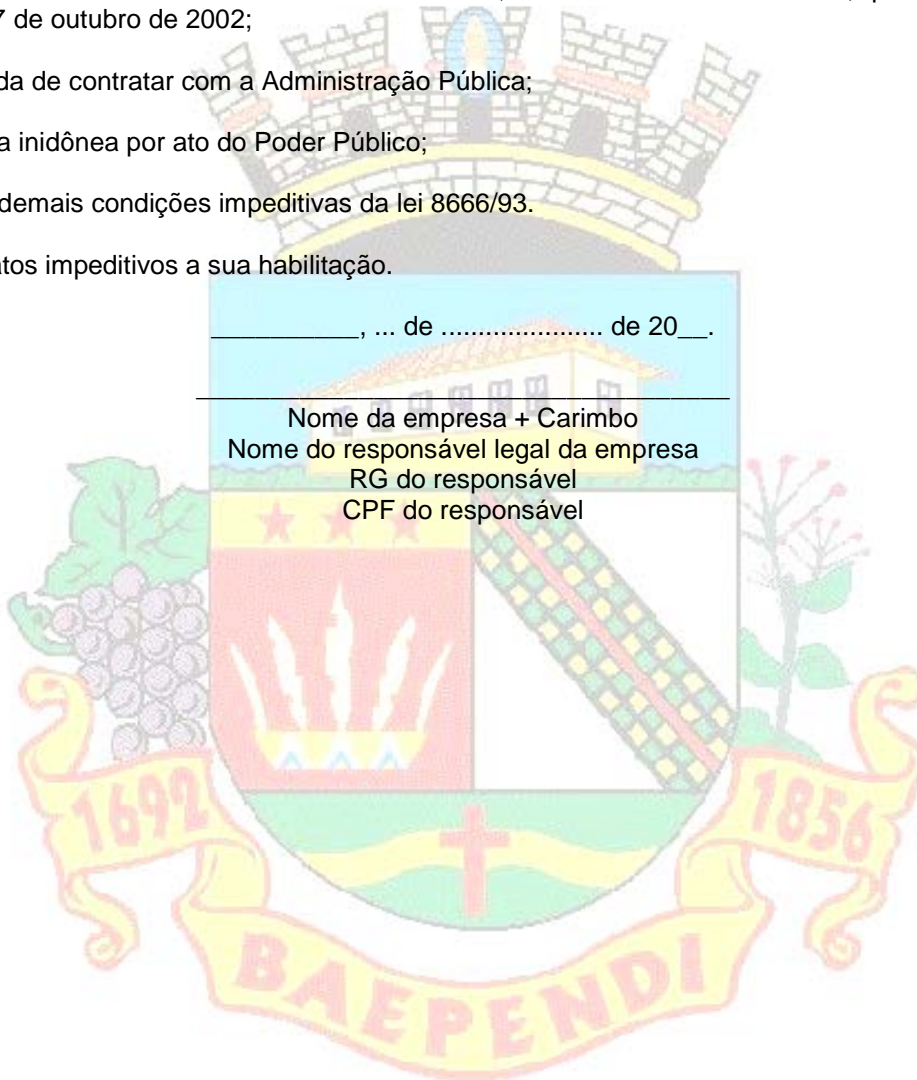 7 de outubro de 2002;
da de contratar com a Administração Pública;
a inidônea por ato do Poder Público;
demais condições impeditivas da lei 8666/93.
atos impeditivos a sua habilitação.
__________, ... de ...................... de 20__.
____________________________________
Nome da empresa + Carimbo
Nome do responsável legal da empresa
RG do responsável
CPF do responsável
1692
1856
BAEPENDI